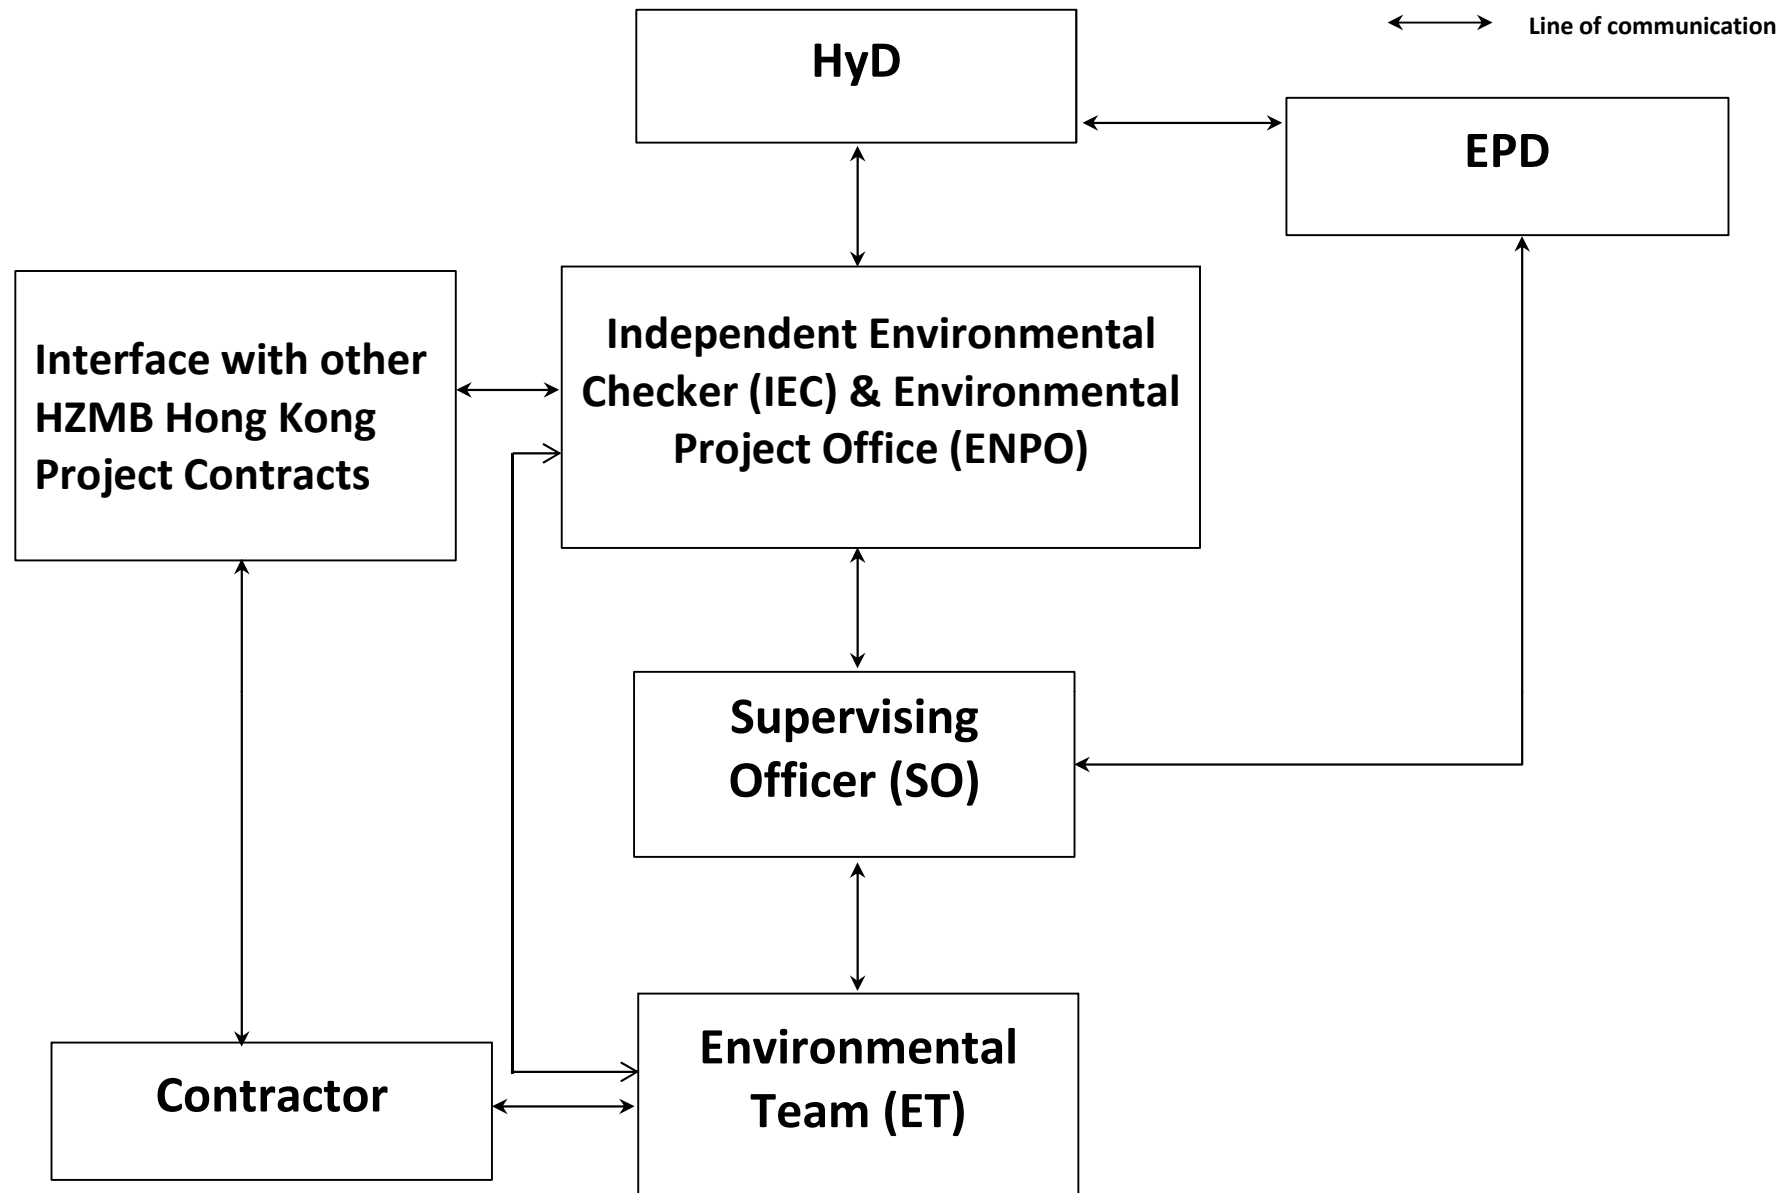 Line of communication
HyD
EPD
Independent Environmental
Checker (IEC) & Environmental
Project Office (ENPO)
Interface with other
HZMB Hong Kong
Project Contracts
Supervising
Officer (SO)
Environmental
Team (ET)
Contractor